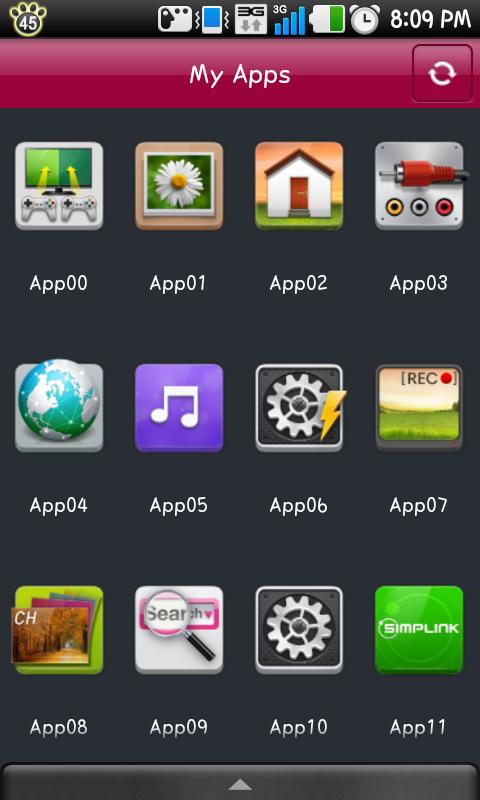 45 3G 3G 8:09 PM
My Apps
App00 App01 App02 App03
[REC ]
App04 App05 App06 App07
CH Search SIMPLINK
App08 App09 App10 App11